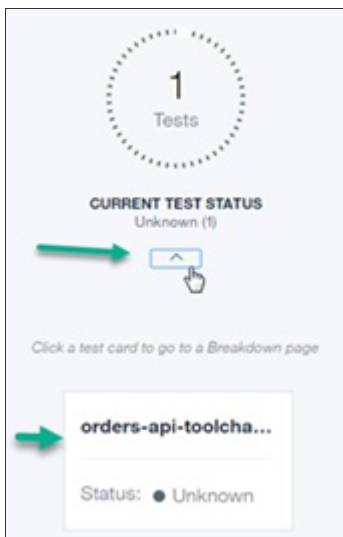 1
Tests
CURRENT TEST STATUS
Unknown (1)
Click a test card to go to a Breakdown page
orders-api-toolcha...
Status: ● Unknown